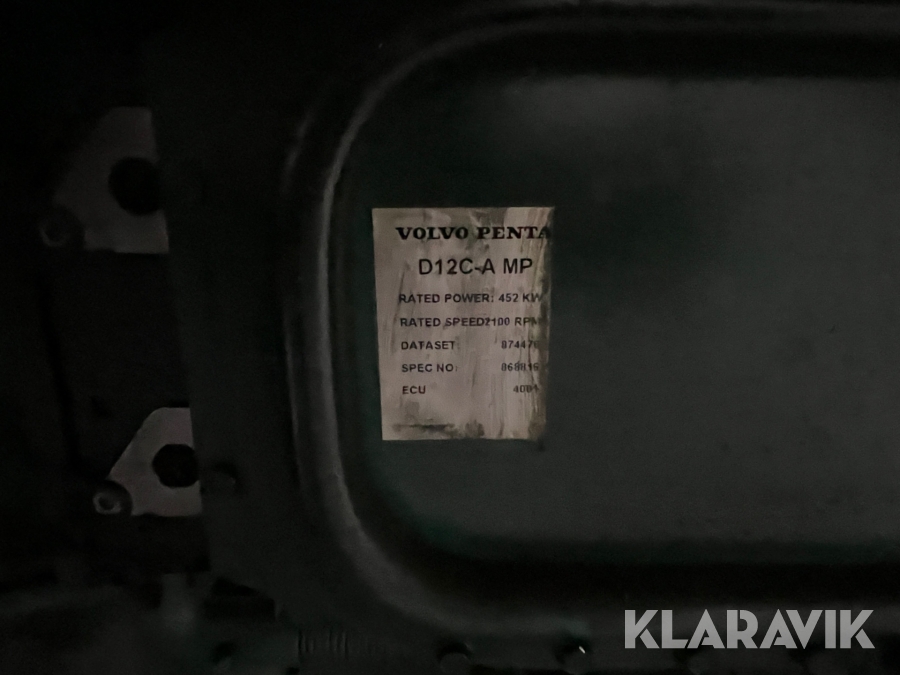 VOLVO PENTA
D12C-A MP
RATED POWER: 452 KW
RATED SPEED2100 RPM
DATASET:
SPEC NO:
ECU
KLARAVIK